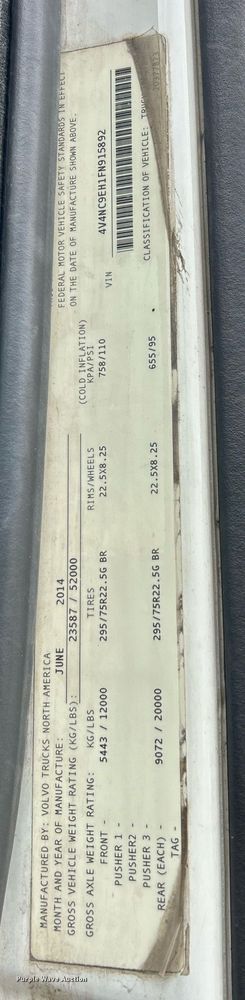 MANUFACTURED BY: VOLVO TRUCKS NORTH AMERICA
MONTH AND YEAR OF MANUFACTURE: JUNE 2014
GROSS VEHICLE WEIGHT RATING (KG/LBS): 23587 / 52000
FEDERAL MOTOR VEHICLE SAFETY STANDARDS IN EFFECT
ON THE DATE OF MANUFACTURE SHOWN ABOVE.
GROSS AXLE WEIGHT RATING: KG/LBS TIRES RIMS/WHEELS (COLD INFLATION) KPA/PSI
FRONT - 5443 / 12000 295/75R22.5G BR 22.5X8.25 758/110
VIN 4V4NC9EH1FN915892
PUSHER 1 -
PUSHER2 -
PUSHER 3 -
REAR (EACH) - 9072 / 20000 295/75R22.5G BR 22.5X8.25 655/95
CLASSIFICATION OF VEHICLE:
TAG -
Purple Wave Auction